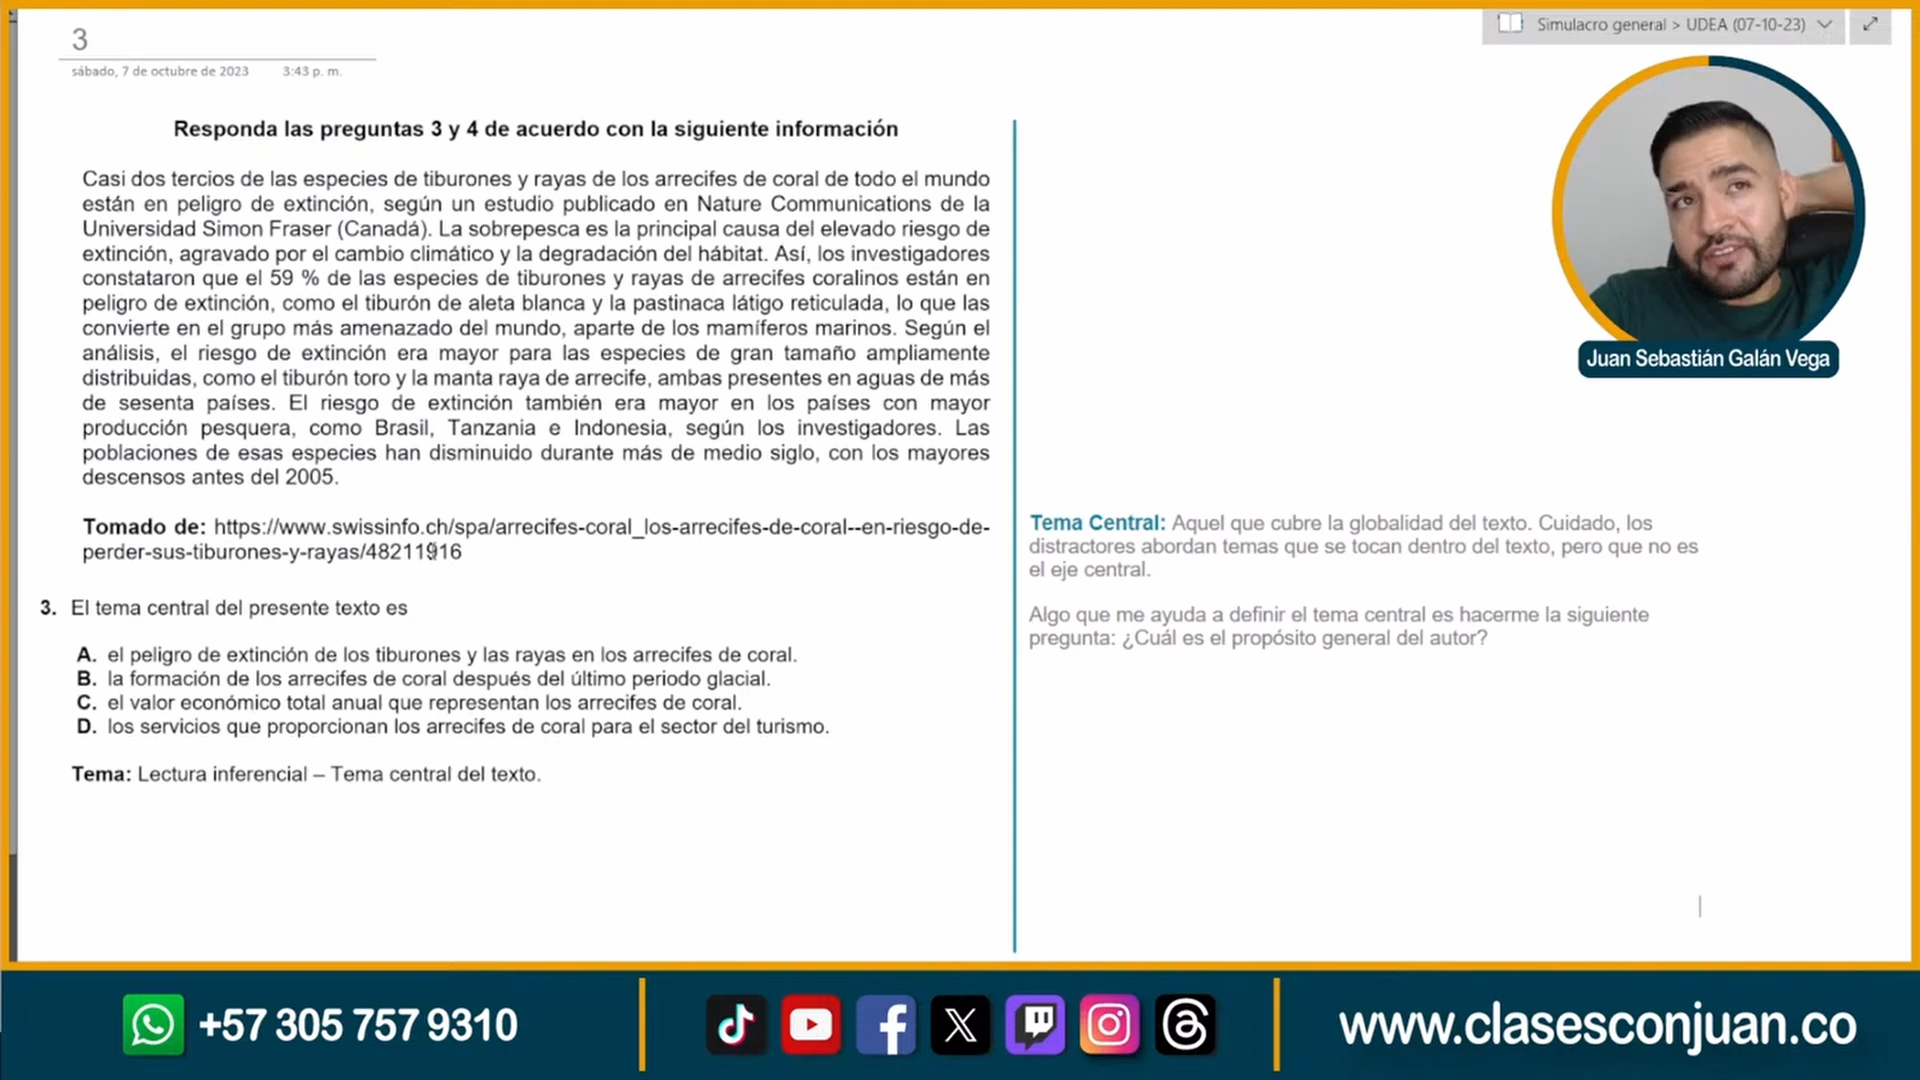 3
sábado, 7 de octubre de 2023 3:43 p. m.
Simulacro general > UDEA (07-10-23)
Responda las preguntas 3 y 4 de acuerdo con la siguiente información
Casi dos tercios de las especies de tiburones y rayas de los arrecifes de coral de todo el mundo
están en peligro de extinción, según un estudio publicado en Nature Communications de la
Universidad Simon Fraser (Canadá). La sobrepesca es la principal causa del elevado riesgo de
extinción, agravado por el cambio climático y la degradación del hábitat. Así, los investigadores
constataron que el 59 % de las especies de tiburones y rayas de arrecifes coralinos están en
peligro de extinción, como el tiburón de aleta blanca y la pastinaca látigo reticulada, lo que las
convierte en el grupo más amenazado del mundo, aparte de los mamíferos marinos. Según el
análisis, el riesgo de extinción era mayor para las especies de gran tamaño ampliamente
distribuidas, como el tiburón toro y la manta raya de arrecife, ambas presentes en aguas de más
de sesenta países. El riesgo de extinción también era mayor en los países con mayor
producción pesquera, como Brasil, Tanzania e Indonesia, según los investigadores. Las
poblaciones de esas especies han disminuido durante más de medio siglo, con los mayores
descensos antes del 2005.
Tomado de: https://www.swissinfo.ch/spa/arrecifes-coral_los-arrecifes-de-coral--en-riesgo-de-
perder-sus-tiburones-y-rayas/48211916
3. El tema central del presente texto es
A. el peligro de extinción de los tiburones y las rayas en los arrecifes de coral.
B. la formación de los arrecifes de coral después del último periodo glacial.
C. el valor económico total anual que representan los arrecifes de coral.
D. los servicios que proporcionan los arrecifes de coral para el sector del turismo.
Tema: Lectura inferencial – Tema central del texto.
Juan Sebastián Galán Vega
Tema Central: Aquel que cubre la globalidad del texto. Cuidado, los
distractores abordan temas que se tocan dentro del texto, pero que no es
el eje central.
Algo que me ayuda a definir el tema central es hacerme la siguiente
pregunta: ¿Cuál es el propósito general del autor?
+57 305 757 9310
www.clasesconjuan.co